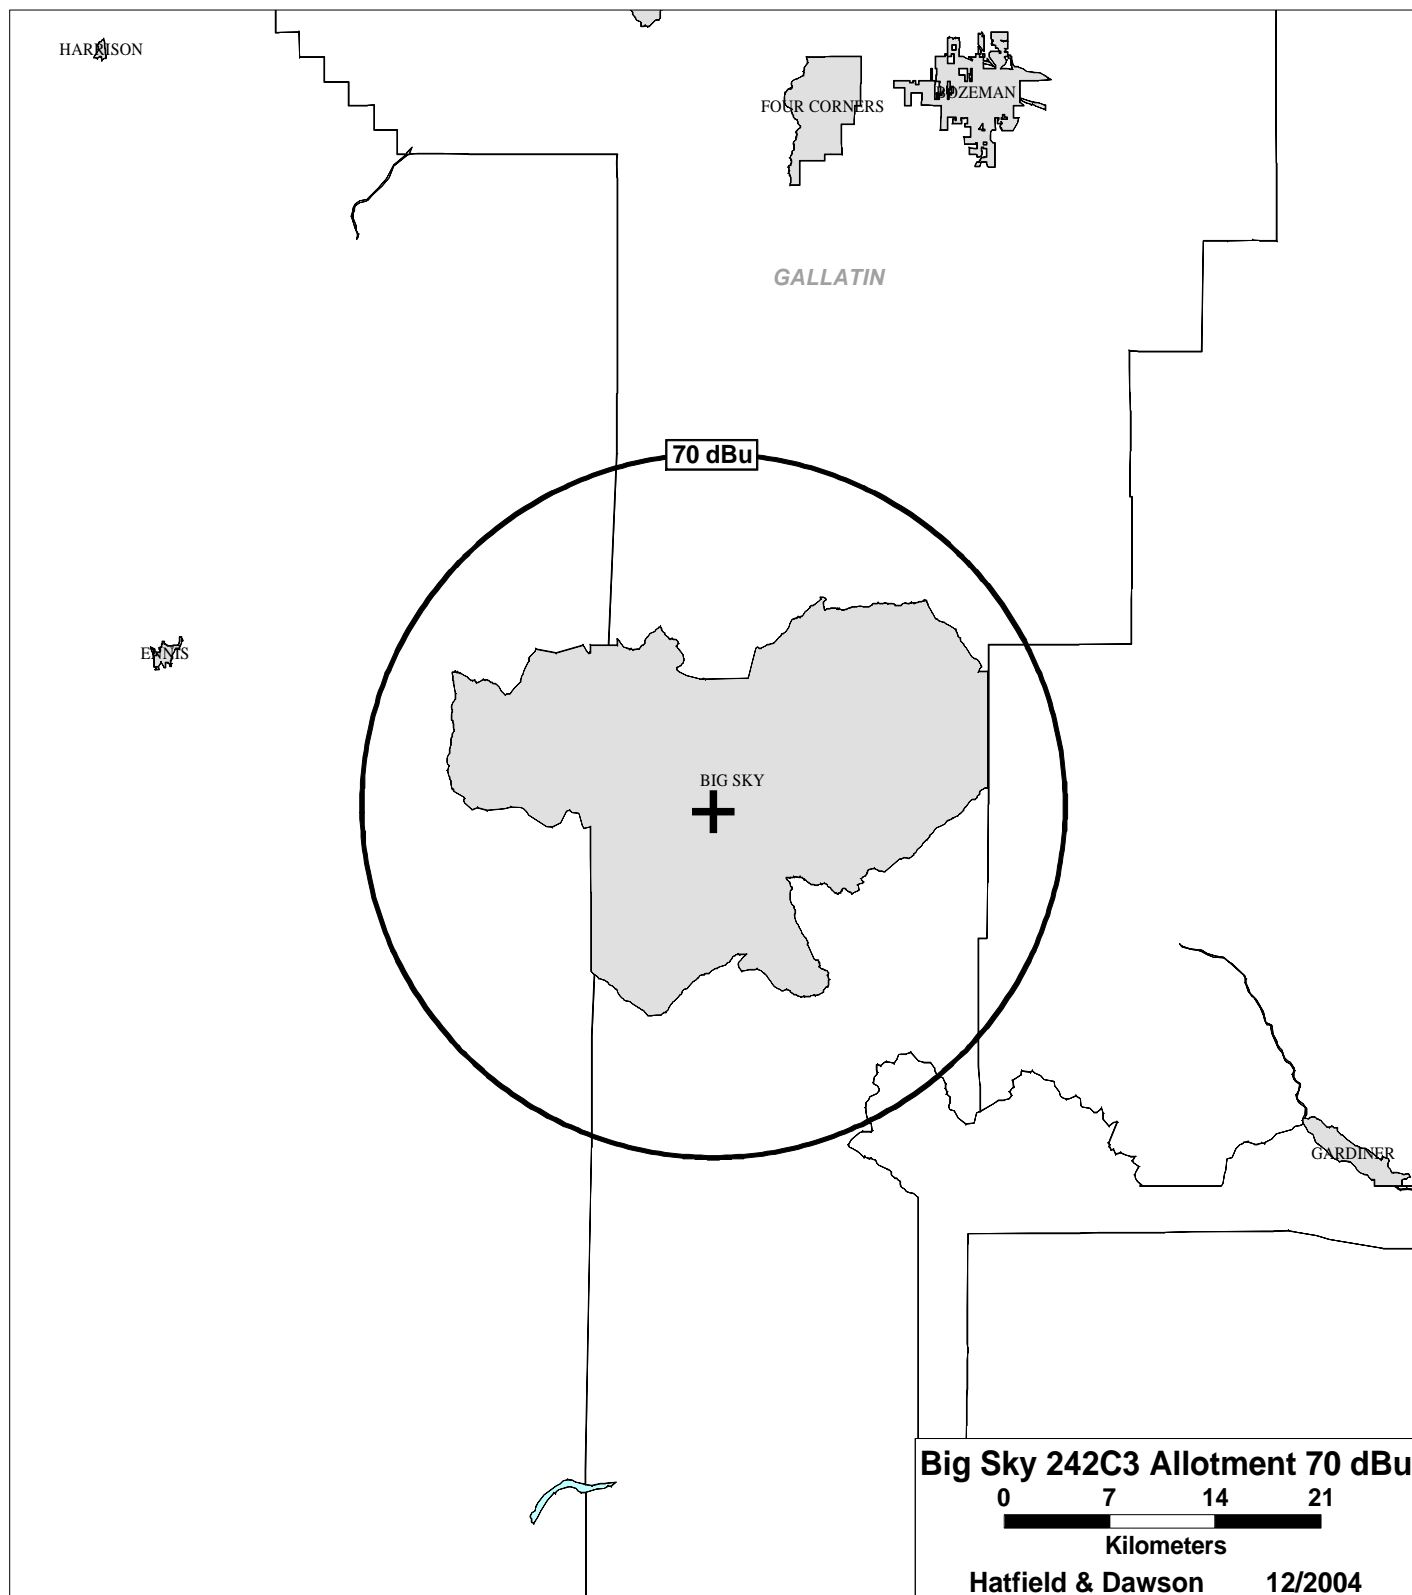 HARRISON
FOUR CORNERS
BOZEMAN
GALLATIN
70 dBu
ENNIS
BIG SKY
GARDINER
Big Sky 242C3 Allotment 70 dBu
0 7 14 21
Kilometers
Hatfield & Dawson 12/2004